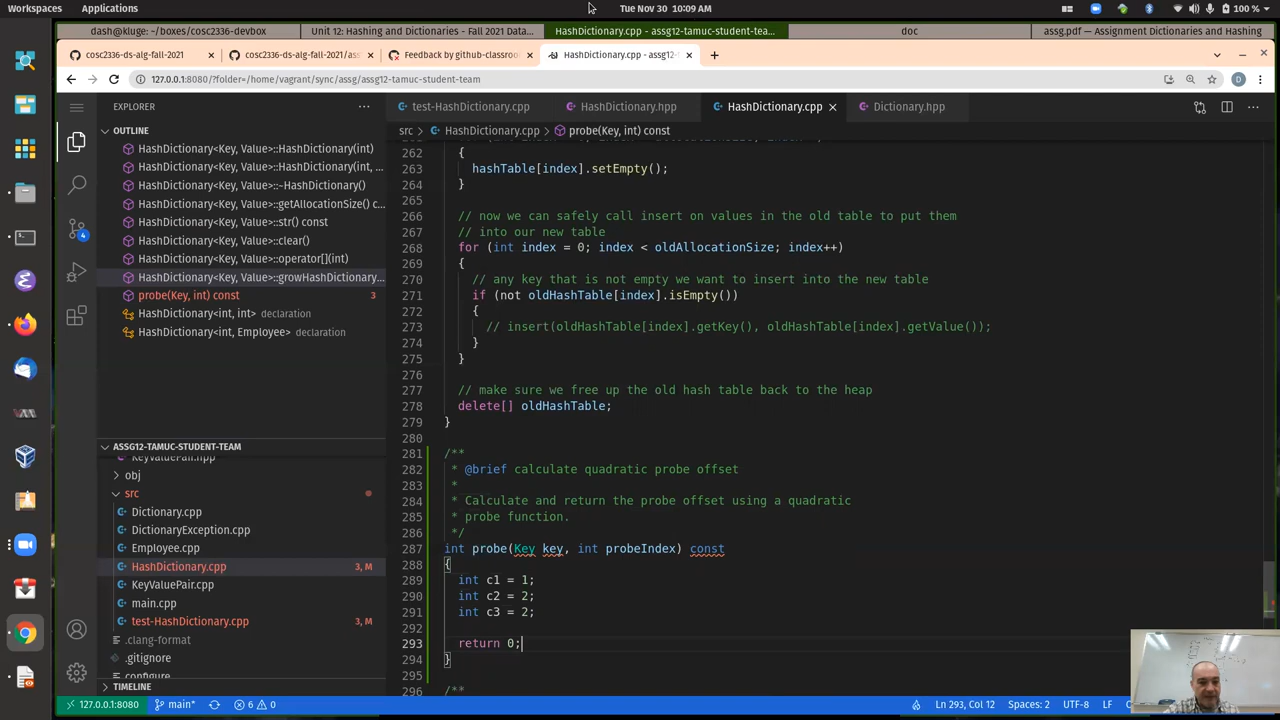 Workspaces Applications Tue Nov 30 10:09 AM 100 %
dash@kluge: ~/boxes/cosc2336-devbox Unit 12: Hashing and Dictionaries - Fall 2021 Data... HashDictionary.cpp - assg12-tamuc-student-tea... doc assg.pdf — Assignment Dictionaries and Hashing
cosc2336-ds-alg-fall-2021 cosc2336-ds-alg-fall-2021/as Feedback by github-classroo HashDictionary.cpp - assg12-
127.0.0.1:8080/?folder=/home/vagrant/sync/assg/assg12-tamuc-student-team
EXPLORER
test-HashDictionary.cpp HashDictionary.hpp HashDictionary.cpp Dictionary.hpp
OUTLINE
src HashDictionary.cpp probe(Key, int) const
HashDictionary<Key, Value>::HashDictionary(int)
HashDictionary<Key, Value>::HashDictionary(int, ...
HashDictionary<Key, Value>::~HashDictionary()
HashDictionary<Key, Value>::getAllocationSize() c...
HashDictionary<Key, Value>::str() const
HashDictionary<Key, Value>::clear()
HashDictionary<Key, Value>::operator[](int)
HashDictionary<Key, Value>::growHashDictionary...
probe(Key, int) const 3
HashDictionary<int, int> declaration
HashDictionary<int, Employee> declaration
ASSG12-TAMUC-STUDENT-TEAM
KeyValuePair.hpp
obj
src
Dictionary.cpp
DictionaryException.cpp
Employee.cpp
HashDictionary.cpp 3, M
KeyValuePair.cpp
main.cpp
test-HashDictionary.cpp 3, M
.clang-format
.gitignore
configure
TIMELINE
4
262 {
263 hashTable[index].setEmpty();
264 }
265
266 // now we can safely call insert on values in the old table to put them
267 // into our new table
268 for (int index = 0; index < oldAllocationSize; index++)
269 {
270 // any key that is not empty we want to insert into the new table
271 if (not oldHashTable[index].isEmpty())
272 {
273 // insert(oldHashTable[index].getKey(), oldHashTable[index].getValue());
274 }
275 }
276
277 // make sure we free up the old hash table back to the heap
278 delete[] oldHashTable;
279 }
280
281 /**
282 * @brief calculate quadratic probe offset
283 *
284 * Calculate and return the probe offset using a quadratic
285 * probe function.
286 */
287 int probe(Key key, int probeIndex) const
288 {
289 int c1 = 1;
290 int c2 = 2;
291 int c3 = 2;
292
293 return 0;
294 }
295
296 /**
127.0.0.1:8080 main* 6 0 Ln 293, Col 12 Spaces: 2 UTF-8 LF